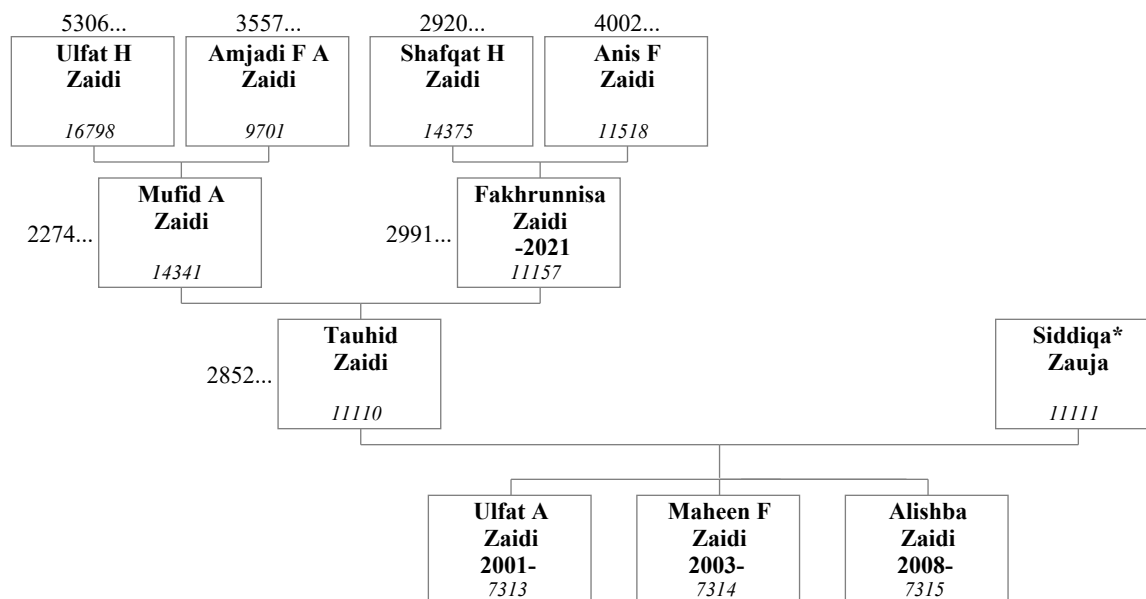 5306...
3557...
2920...
4002...
Ulfat H
Zaidi
16798
Amjadi F A
Zaidi
9701
Shafqat H
Zaidi
14375
Anis F
Zaidi
11518
2274...
Mufid A
Zaidi
14341
2991...
Fakhrunnisa
Zaidi
-2021
11157
2852...
Tauhid
Zaidi
11110
Siddiqa*
Zauja
11111
Ulfat A
Zaidi
2001-
7313
Maheen F
Zaidi
2003-
7314
Alishba
Zaidi
2008-
7315